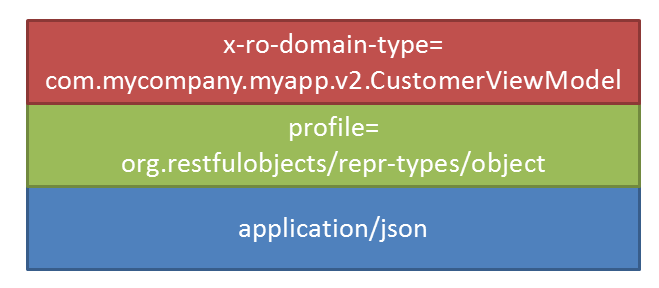 x-ro-domain-type=
com.mycompany.myapp.v2.CustomerViewModel
profile=
org.restfulobjects/repr-types/object
application/json